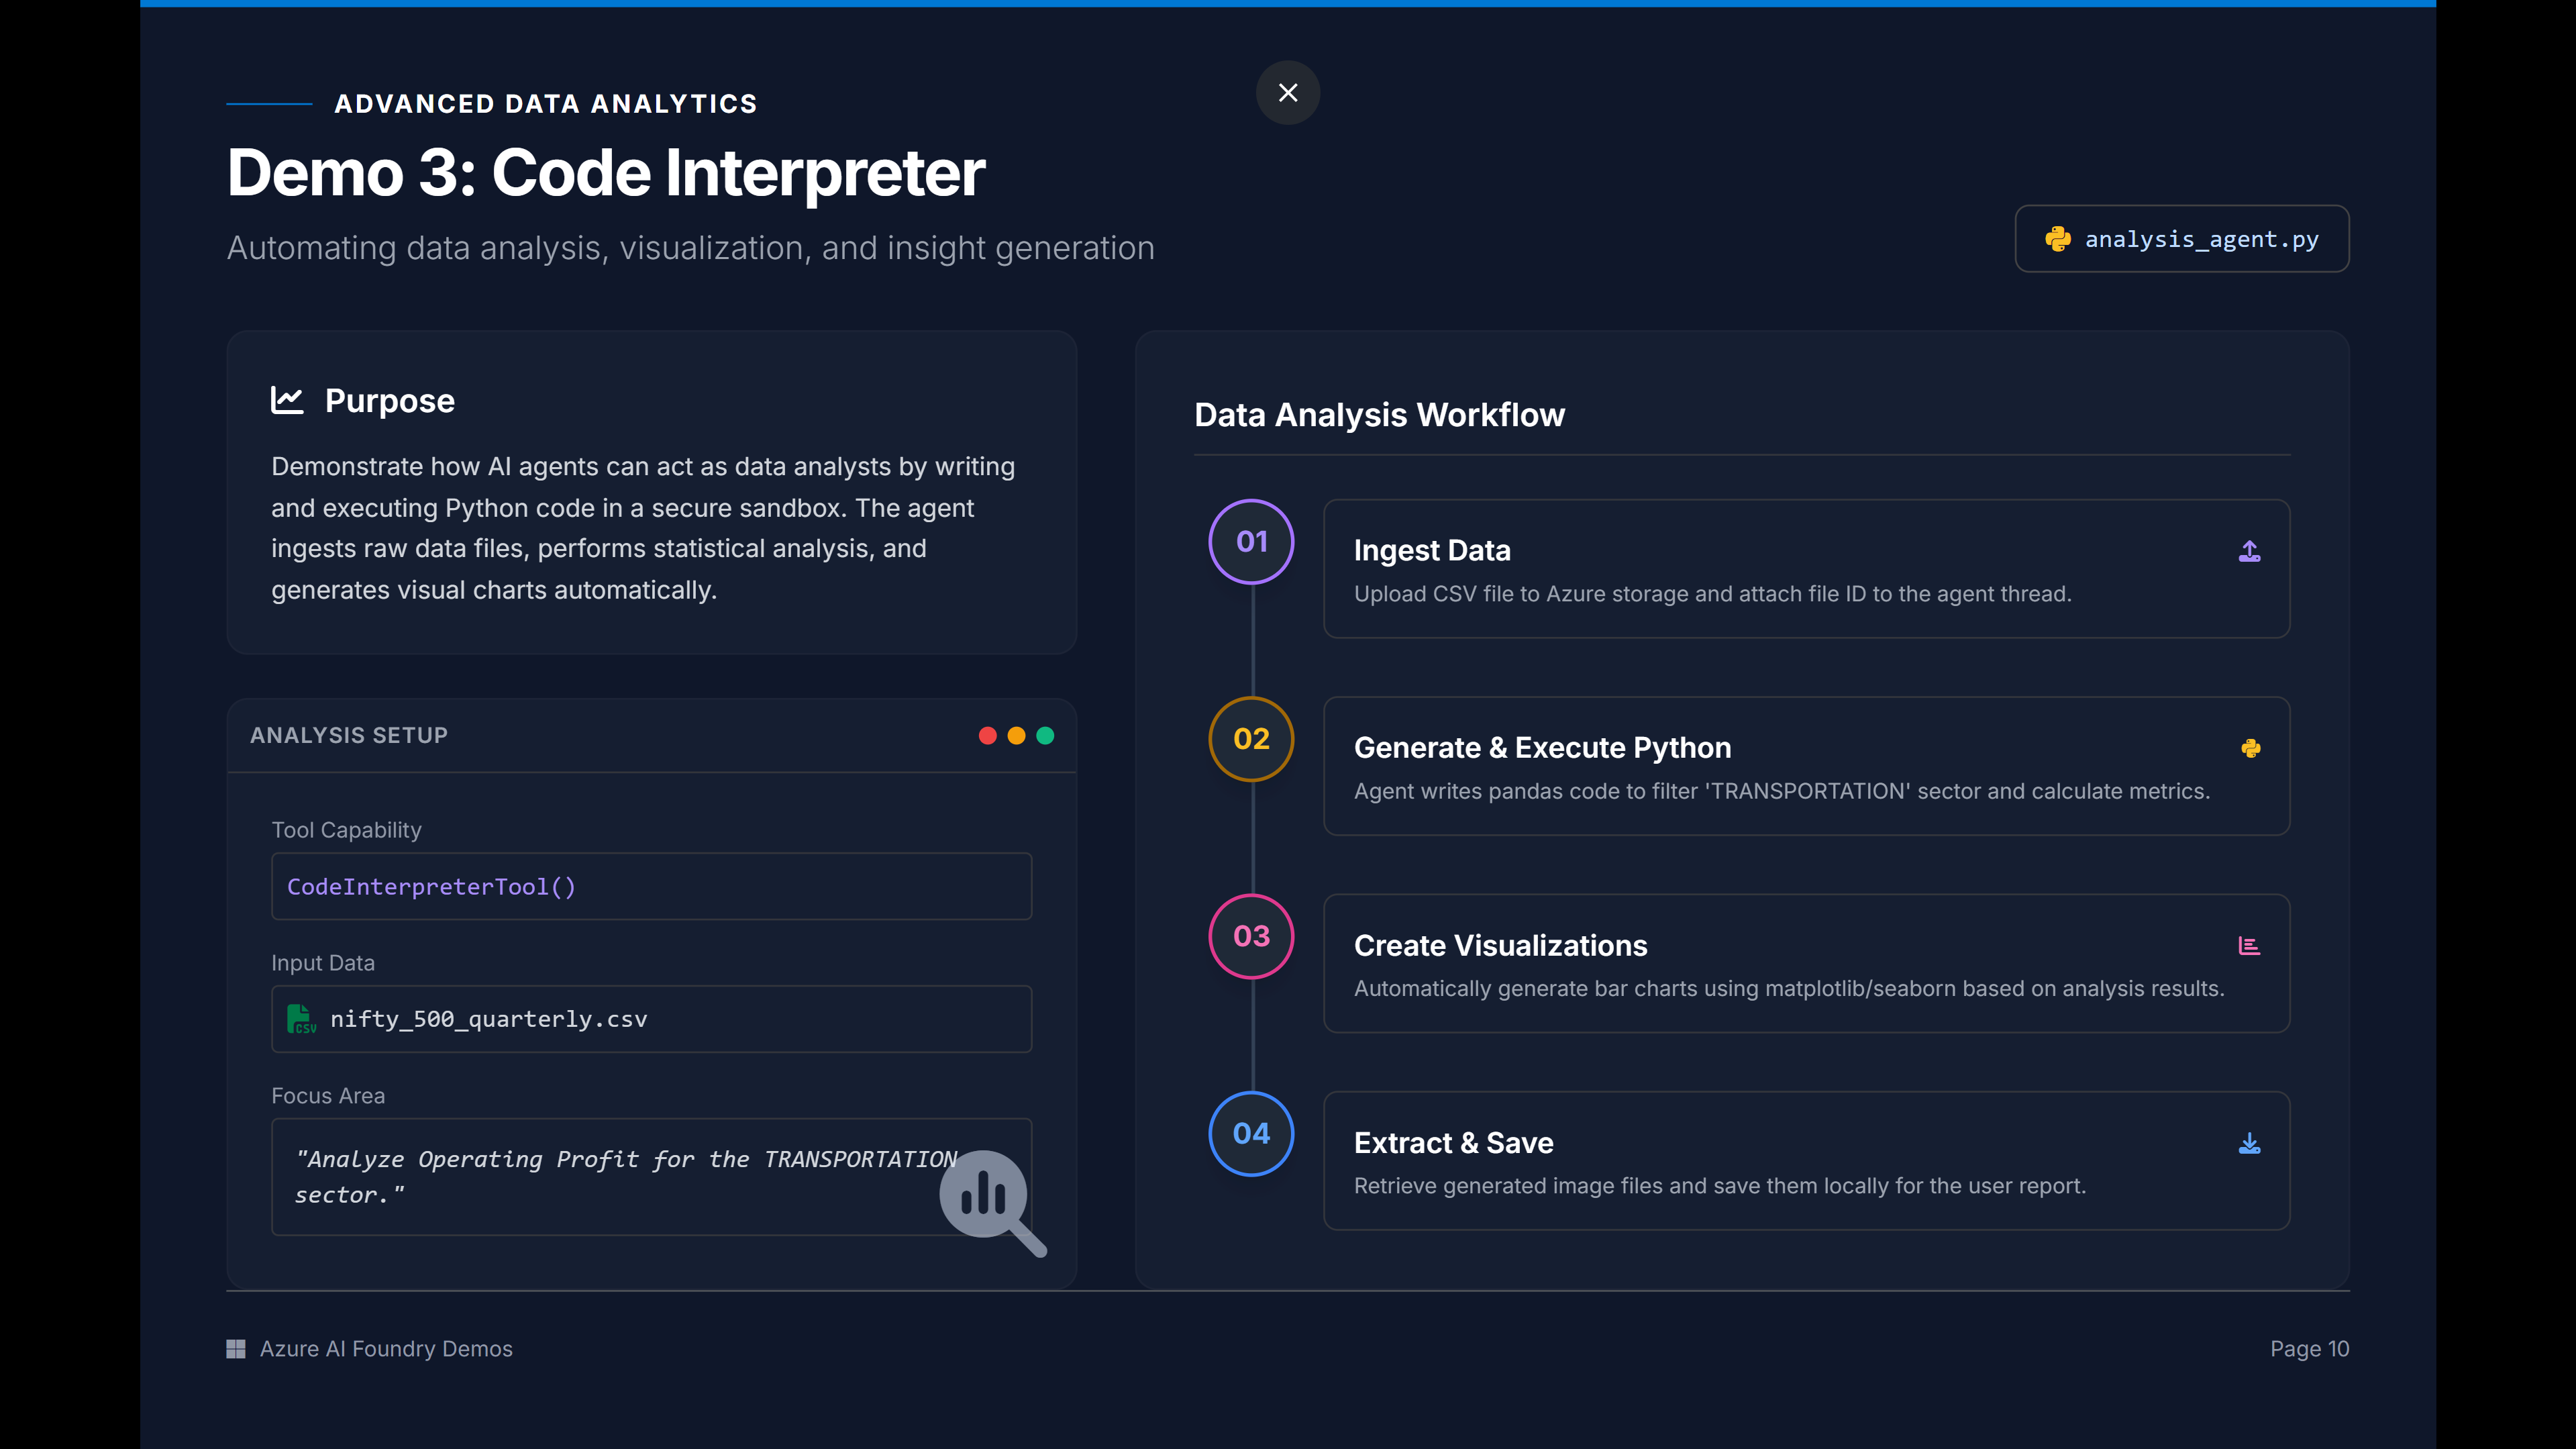 ADVANCED DATA ANALYTICS
Demo 3: Code Interpreter
Automating data analysis, visualization, and insight generation
analysis_agent.py
Purpose
Demonstrate how AI agents can act as data analysts by writing
and executing Python code in a secure sandbox. The agent
ingests raw data files, performs statistical analysis, and
generates visual charts automatically.
ANALYSIS SETUP
Tool Capability
CodeInterpreterTool()
Input Data
CSV
nifty_500_quarterly.csv
Focus Area
"Analyze Operating Profit for the TRANSPORTATION
sector."
Data Analysis Workflow
01
Ingest Data
Upload CSV file to Azure storage and attach file ID to the agent thread.
02
Generate & Execute Python
Agent writes pandas code to filter 'TRANSPORTATION' sector and calculate metrics.
03
Create Visualizations
Automatically generate bar charts using matplotlib/seaborn based on analysis results.
04
Extract & Save
Retrieve generated image files and save them locally for the user report.
Azure AI Foundry Demos
Page 10